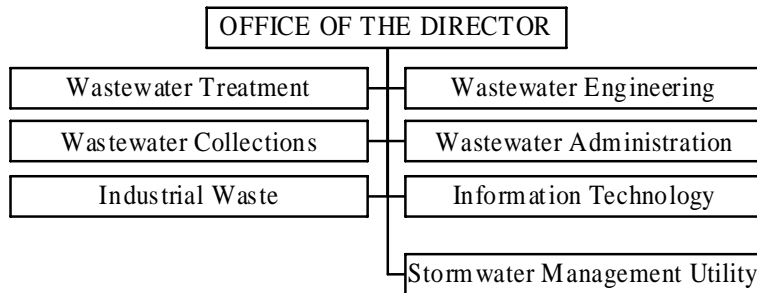 OFFICE OF THE DIRECTOR
Wastewater Treatment
Wastewater Engineering
Wastewater Collections
Wastewater Administration
Industrial Waste
Information Technology
Stormwater Management Utility